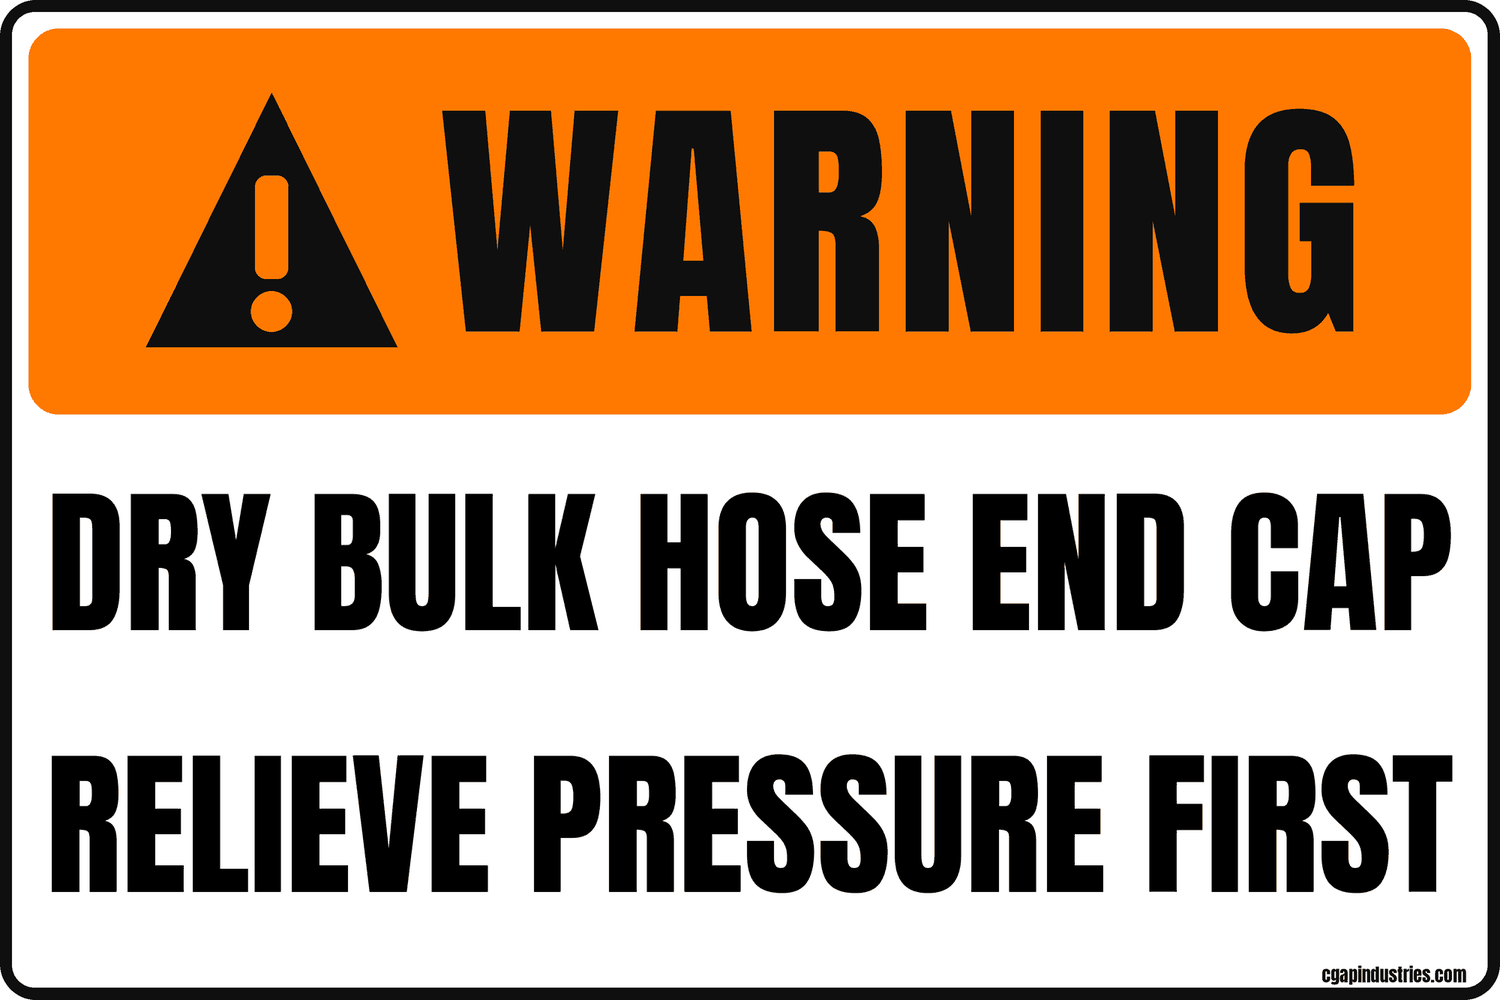 WARNING
DRY BULK HOSE END CAP
RELIEVE PRESSURE FIRST
cgapindustries.com